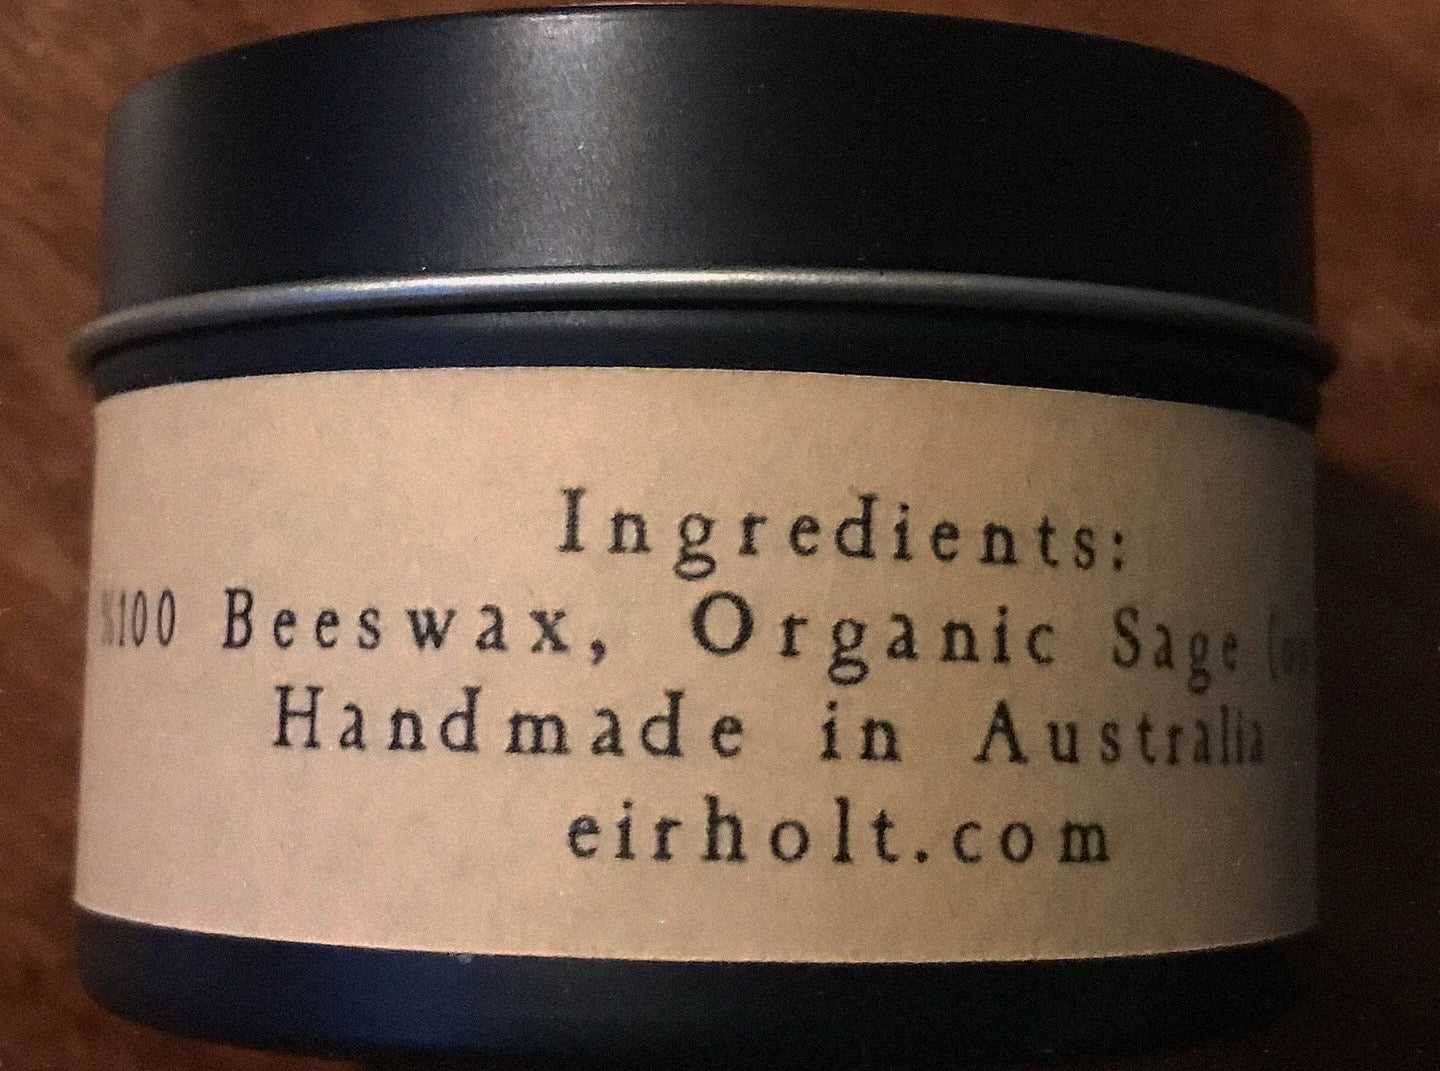 Ingredients:
%100 Beeswax, Organic Sage
Handmade in Australia
eirholt.com